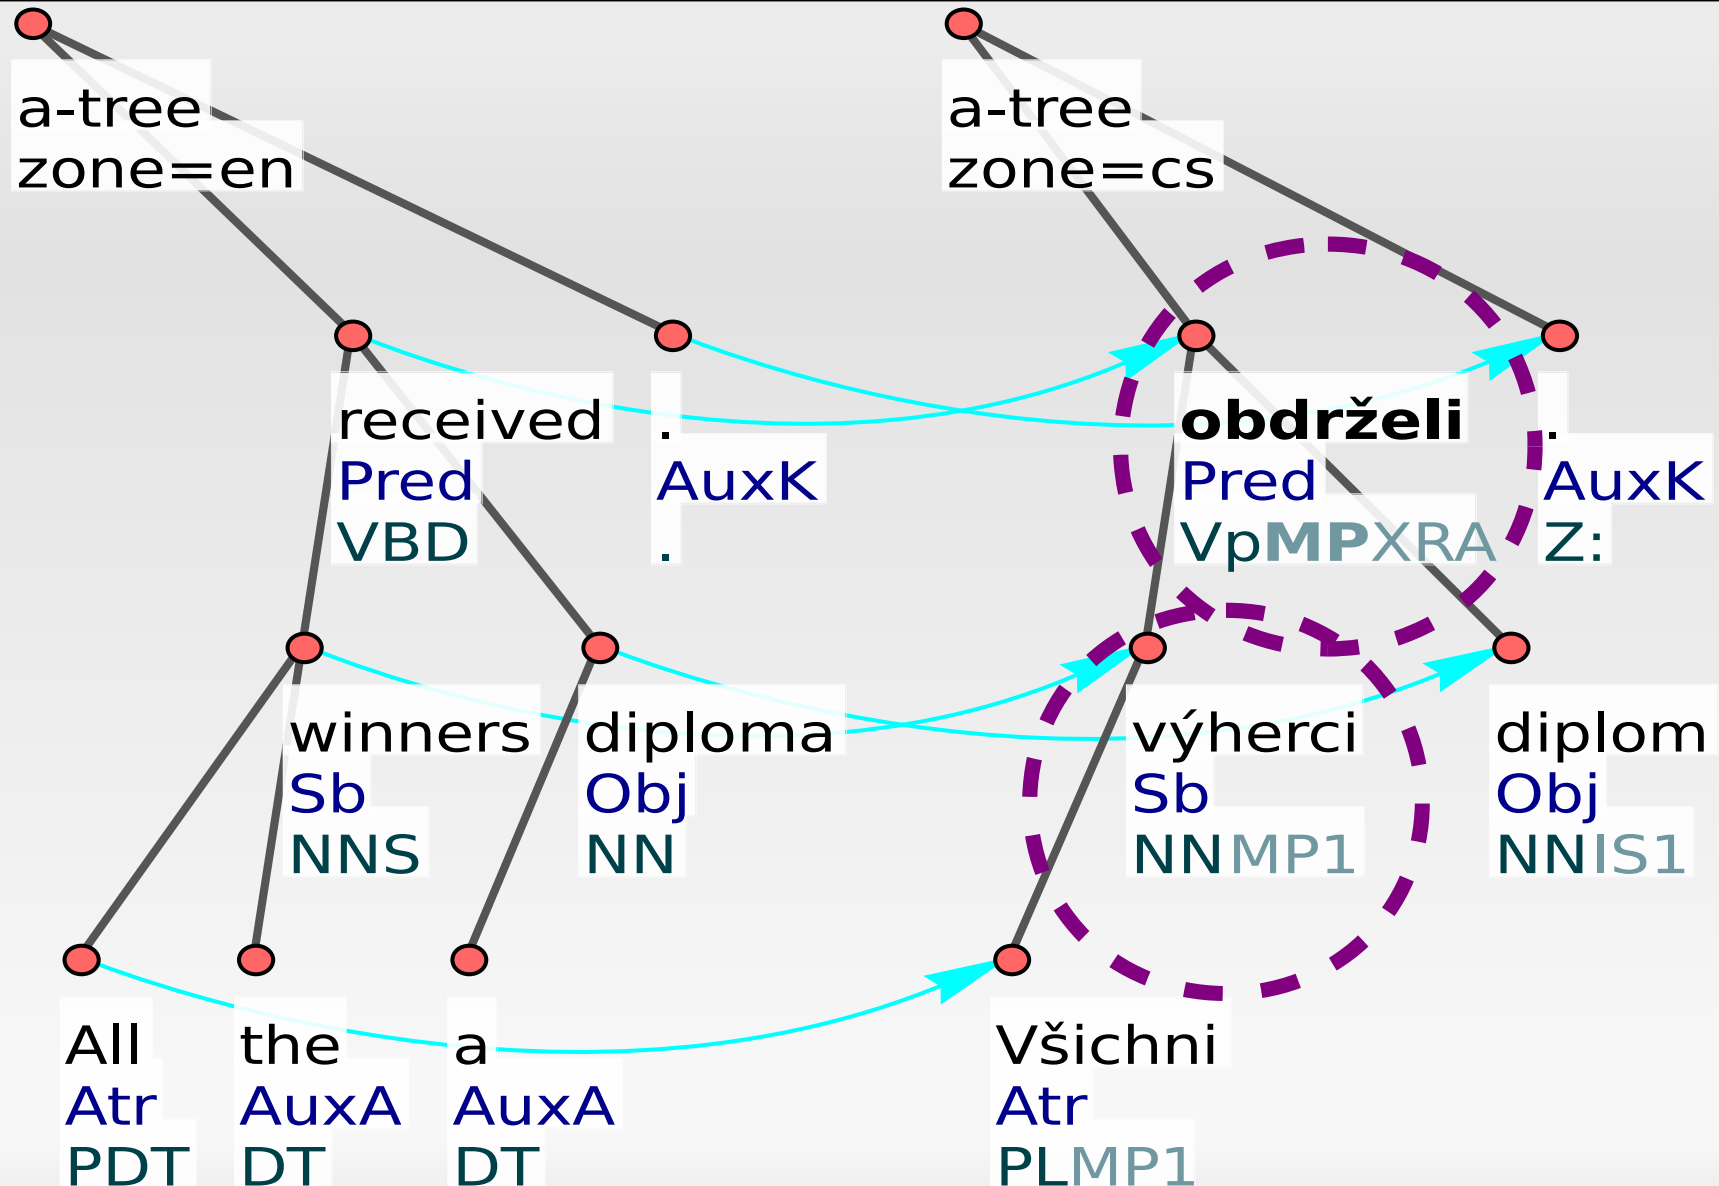 a-tree
zone=en
a-tree
zone=cs
received
Pred
VBD
.
AuxK
.
obdrželi
Pred
VpMPXRA
.
AuxK
Z:
winners
Sb
NNS
diploma
Obj
NN
výherci
Sb
NNMP1
diplom
Obj
NNIS1
All
Atr
PDT
the
AuxA
DT
a
AuxA
DT
Všichni
Atr
PLMP1